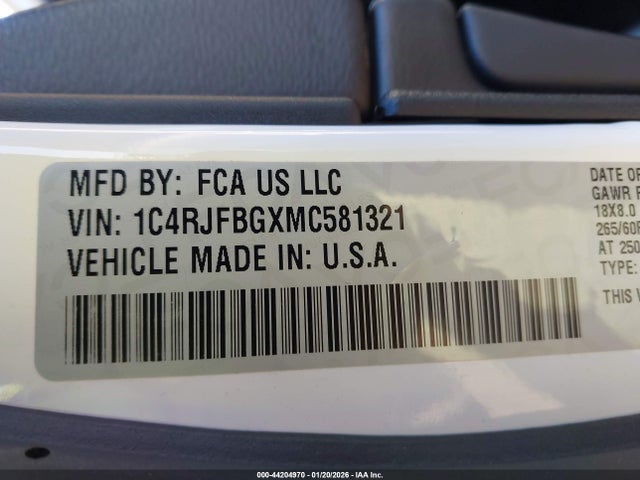 MFD BY: FCA US LLC
VIN: 1C4RJFBGXMC581321
VEHICLE MADE IN: U.S.A.
DATE OF
GAWR
18X8.0
265/60R
AT 250
TYPE:
THIS V
000-44204970 - 01/20/2026 - IAA Inc.